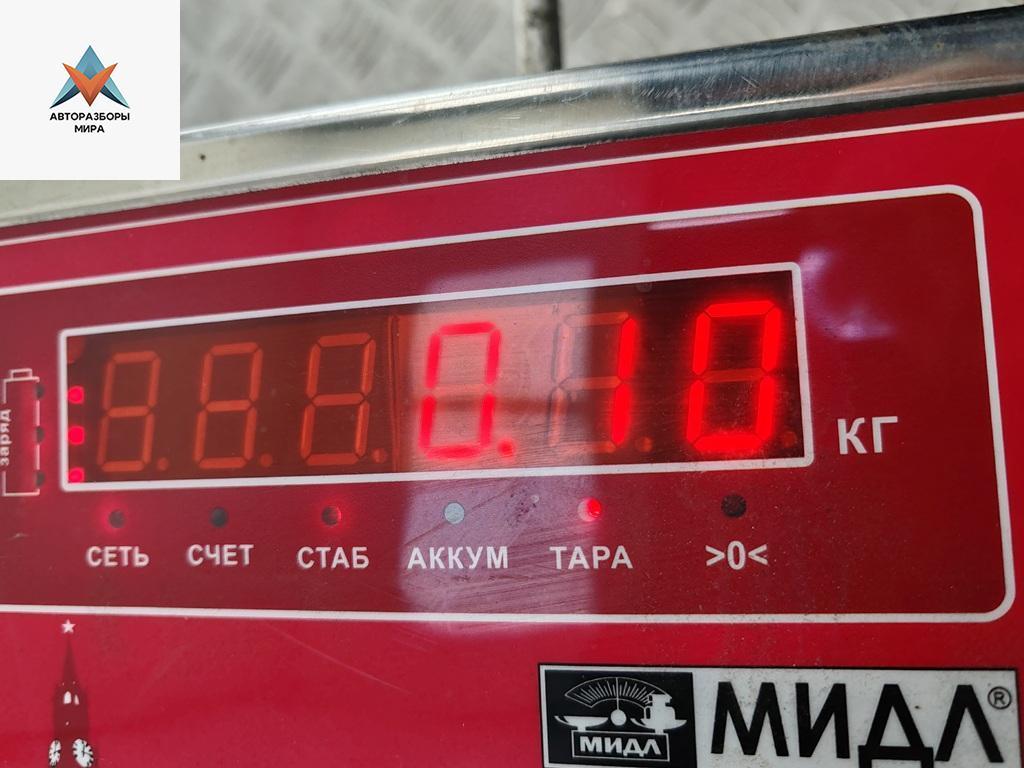 АВТОРАЗБОРЫ
МИРА
0.10
КГ
заряд
СЕТЬ СЧЕТ СТАБ АККУМ ТАРА >0<
МИДЛ МИДЛ®